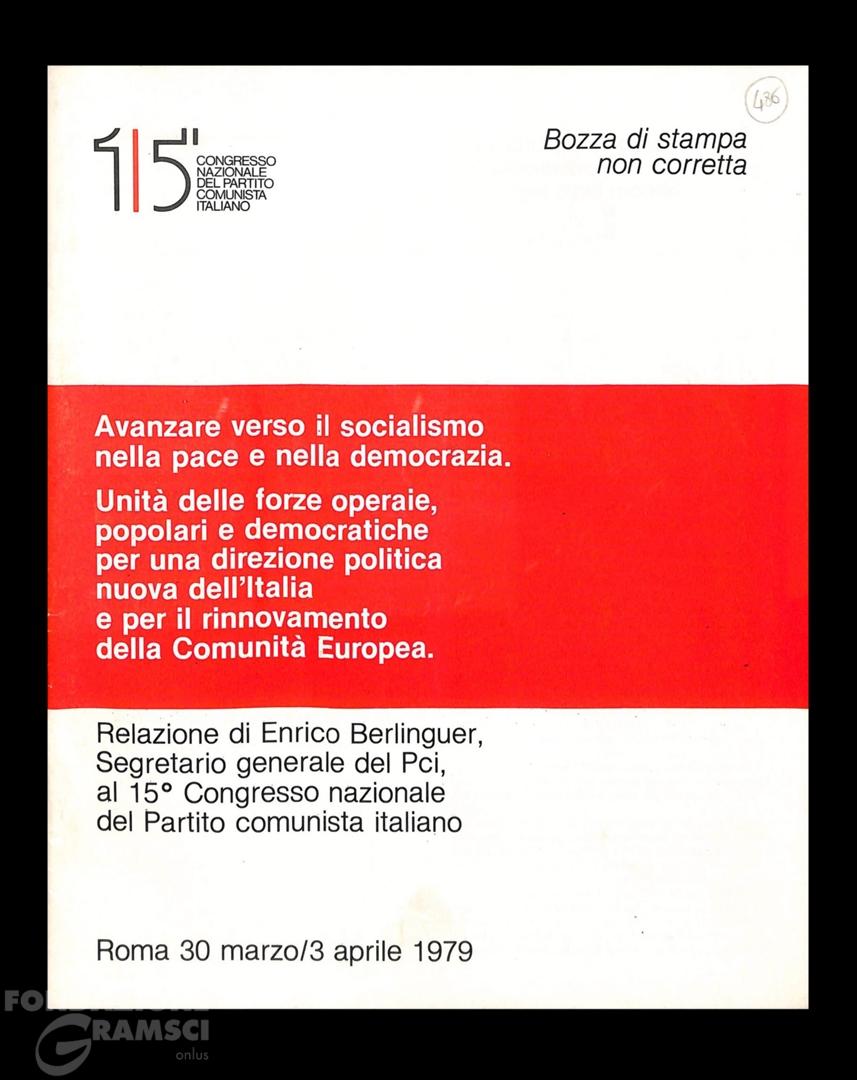 486
15°
CONGRESSO
NAZIONALE
DEL PARTITO
COMUNISTA
ITALIANO
Bozza di stampa
non corretta
Avanzare verso il socialismo
nella pace e nella democrazia.
Unità delle forze operaie,
popolari e democratiche
per una direzione politica
nuova dell'Italia
e per il rinnovamento
della Comunità Europea.
Relazione di Enrico Berlinguer,
Segretario generale del Pci,
al 15° Congresso nazionale
del Partito comunista italiano
Roma 30 marzo/3 aprile 1979
FONDAZIONE
GRAMSCI
onlus